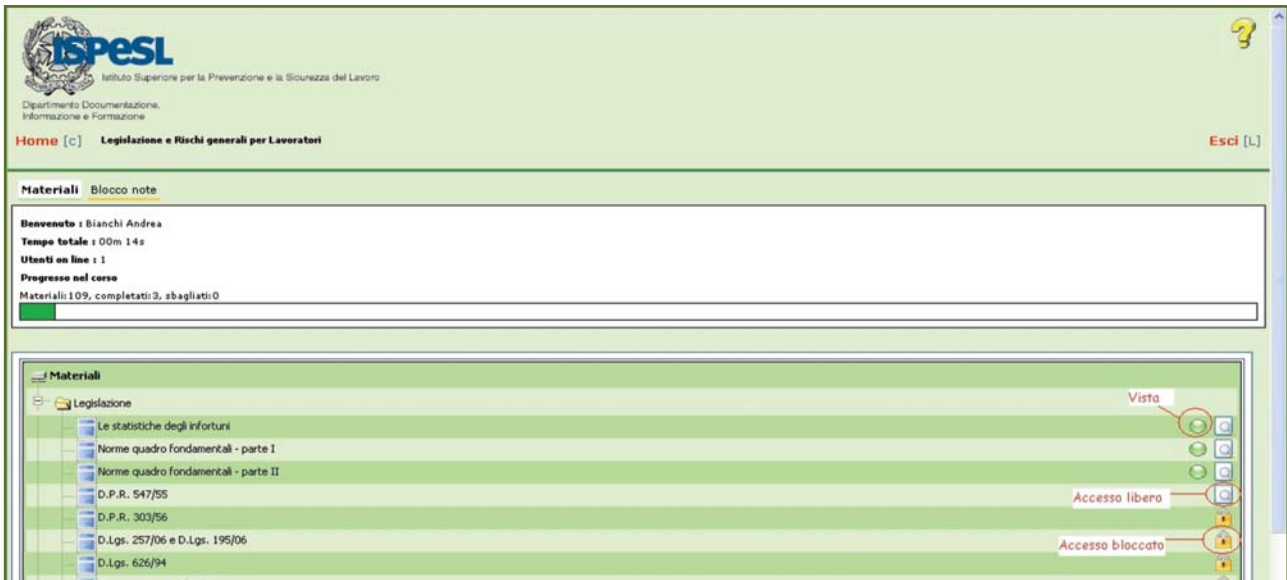 ISPeSL
Istituto Superiore per la Prevenzione e la Sicurezza del Lavoro
Dipartimento Documentazione,
Informazione e Formazione
Home [c] Legislazione e Rischi generali per Lavoratori Esci [L]
Materiali Blocco note
Benvenuto : Bianchi Andrea
Tempo totale : 00m 14s
Utenti on line : 1
Progresso nel corso
Materiali:109, completati:3, sbagliati:0
Materiali
Legislazione Vista
Le statistiche degli infortuni
Norme quadro fondamentali - parte I
Norme quadro fondamentali - parte II
D.P.R. 547/55 Accesso libero
D.P.R. 303/56
D.Lgs. 257/06 e D.Lgs. 195/06 Accesso bloccato
D.Lgs. 626/94